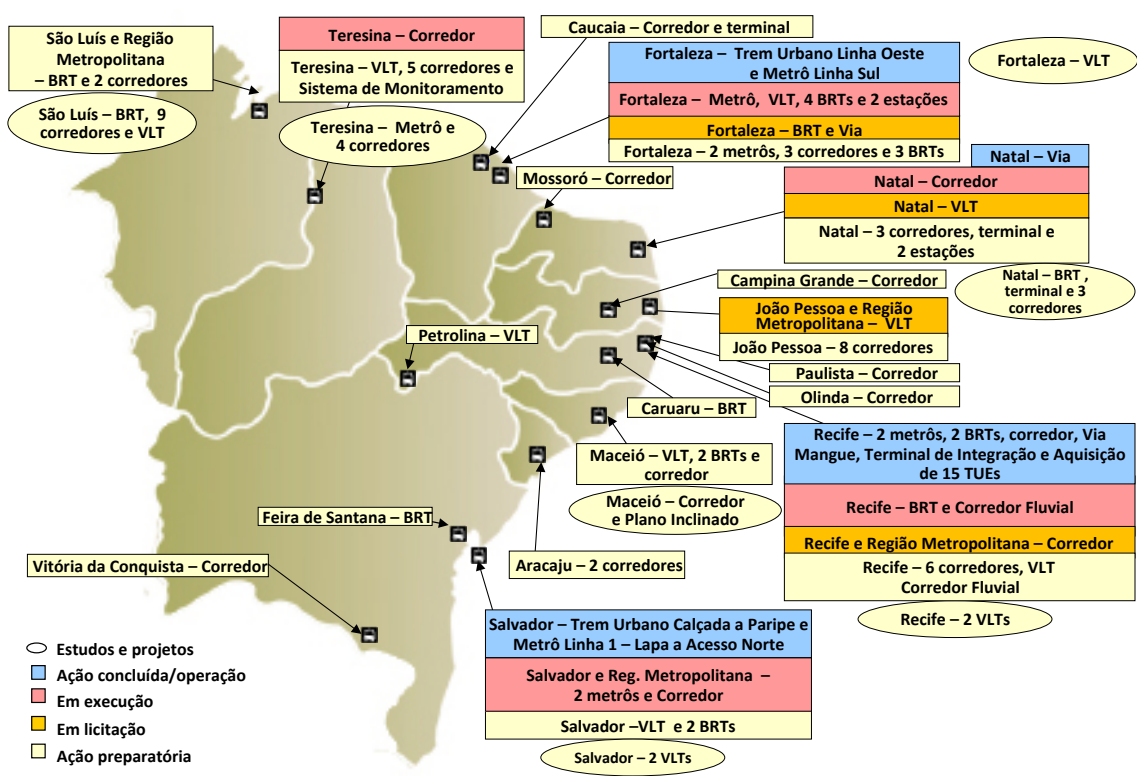 São Luís e Região
Metropolitana
– BRT e 2 corredores
São Luís – BRT, 9
corredores e VLT
Teresina – Corredor
Teresina – VLT, 5 corredores e
Sistema de Monitoramento
Teresina – Metrô e
4 corredores
Caucaia – Corredor e terminal
Fortaleza – Trem Urbano Linha Oeste
e Metrô Linha Sul
Fortaleza – Metrô, VLT, 4 BRTs e 2 estações
Fortaleza – BRT e Via
Fortaleza – 2 metrôs, 3 corredores e 3 BRTs
Fortaleza – VLT
Mossoró – Corredor
Natal – Via
Natal – Corredor
Natal – VLT
Natal – 3 corredores, terminal e
2 estações
Natal – BRT ,
terminal e 3
corredores
Campina Grande – Corredor
João Pessoa e Região
Metropolitana – VLT
João Pessoa – 8 corredores
Petrolina – VLT
Paulista – Corredor
Olinda – Corredor
Caruaru – BRT
Recife – 2 metrôs, 2 BRTs, corredor, Via
Mangue, Terminal de Integração e Aquisição
de 15 TUEs
Recife – BRT e Corredor Fluvial
Recife e Região Metropolitana – Corredor
Recife – 6 corredores, VLT
Corredor Fluvial
Recife – 2 VLTs
Maceió – VLT, 2 BRTs e
corredor
Maceió – Corredor
e Plano Inclinado
Feira de Santana – BRT
Aracaju – 2 corredores
Vitória da Conquista – Corredor
Salvador – Trem Urbano Calçada a Paripe e
Metrô Linha 1 – Lapa a Acesso Norte
Salvador e Reg. Metropolitana –
2 metrôs e Corredor
Salvador –VLT e 2 BRTs
Salvador – 2 VLTs
Estudos e projetos
Ação concluída/operação
Em execução
Em licitação
Ação preparatória